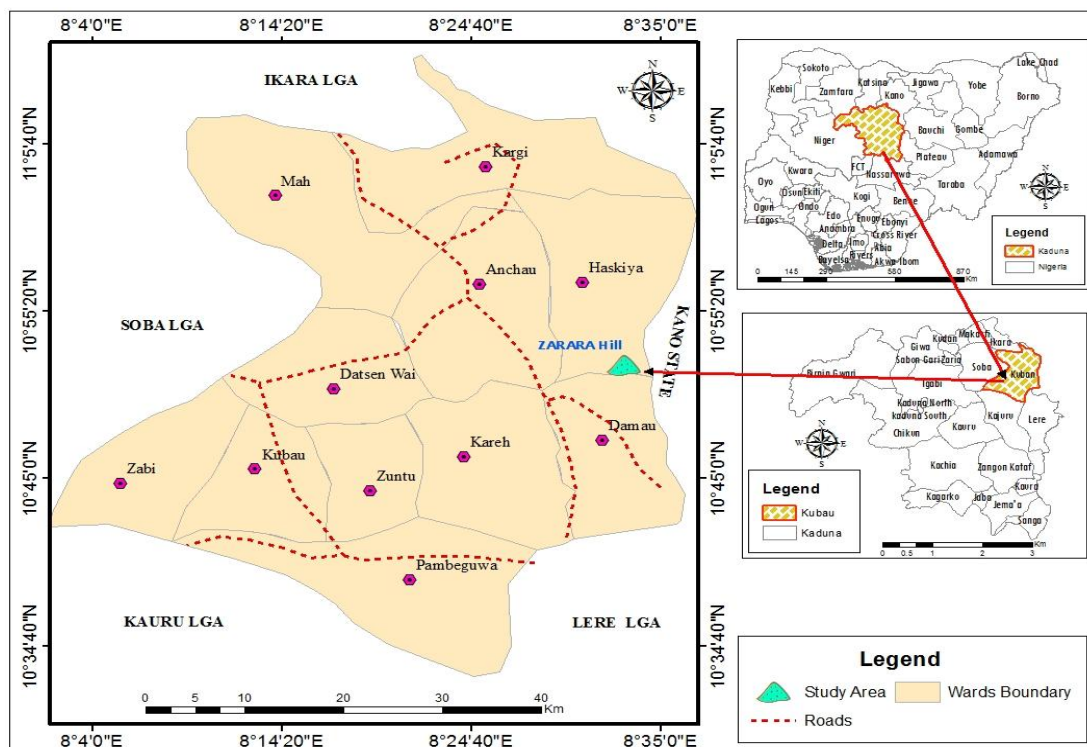 8°4'0"E 8°14'20"E 8°24'40"E 8°35'0"E
IKARA LGA
N
W E
S
11°5'40"N
11°5'40"N
Kargi
Mah
Anchau
Haskiya
10°55'20"N
10°55'20"N
SOBA LGA
KANO STATE
ZARARA Hill
Datsen Wai
Damau
Kareh
Kubau
Zabi
Zuntu
10°45'0"N
10°45'0"N
Pambeguwa
KAURU LGA
LERE LGA
10°34'40"N
10°34'40"N
0 5 10 20 30 40
Km
8°4'0"E 8°14'20"E 8°24'40"E 8°35'0"E
Lake Chad
Sokoto
Katsina
Jigawa
Yobe
Kebbi
Zamfara
Kano
Borno
Niger
Bauchi
Gombe
Plateau
Adamawa
FCT
Nassarawa
Kwara
Oyo
Taraba
Kogi
Benue
Osun
Ekiti
Ogun
Ondo
Lagos
Edo
Enugu
Ebonyi
Anambra
Cross River
Delta
Imo
Abia
Bayelsa
Rivers
Akwa-Ibom
N
W E
S
Legend
Kaduna
Nigeria
0 145 290 580 870
Km
Makarfi
Kudan
Ikara
Giwa
Sabon Gari
Zaria
Soba
Kubau
Birnin Gwari
Igabi
Kaduna North
kaduna South
Kajuru
Lere
Chikun
Kauru
Kachia
Zangon Kataf
Kaura
Kagarko
Jaba
Jema'a
Sanga
N
W E
S
Legend
Kubau
Kaduna
0 0.5 1 2 3
Km
Legend
Study Area
Wards Boundary
Roads